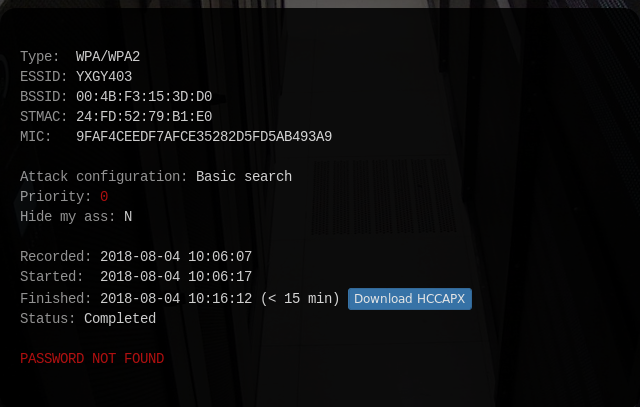 Type: WPA/WPA2
ESSID: YXGY403
BSSID: 00:4B:F3:15:3D:D0
STMAC: 24:FD:52:79:B1:E0
MIC: 9FAF4CEEDF7AFCE35282D5FD5AB493A9
Attack configuration: Basic search
Priority: 0
Hide my ass: N
Recorded: 2018-08-04 10:06:07
Started: 2018-08-04 10:06:17
Finished: 2018-08-04 10:16:12 (< 15 min) Download HCCAPX
Status: Completed
PASSWORD NOT FOUND